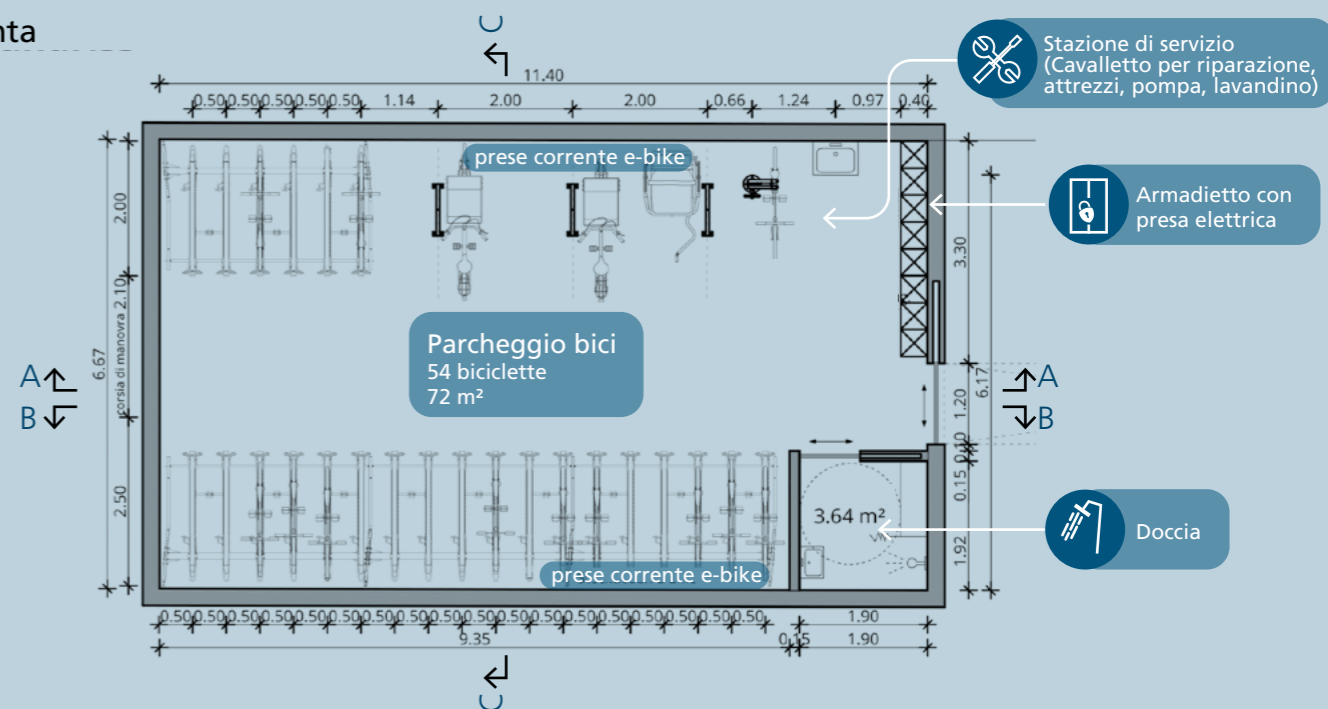 C
11.40
0.50 0.50 0.50 0.50 0.50 1.14 2.00 2.00 0.66 1.24 0.97 0.40
Stazione di servizio
(Cavalletto per riparazione,
attrezzi, pompa, lavandino)
prese corrente e-bike
Armadietto con
presa elettrica
2.00
3.30
corsia di manovra 2.10
6.67
Parcheggio bici
54 biciclette
72 m²
A
B
6.17
A
B
1.20
0.10
0.15
2.50
3.64 m²
Doccia
1.92
prese corrente e-bike
0.50 0.50 0.50 0.50 0.50 0.50 0.50 0.50 0.50 0.50 0.50 0.50 0.50 0.50 0.50 0.50 0.50 0.50 1.90
9.35 0.15 1.90
C